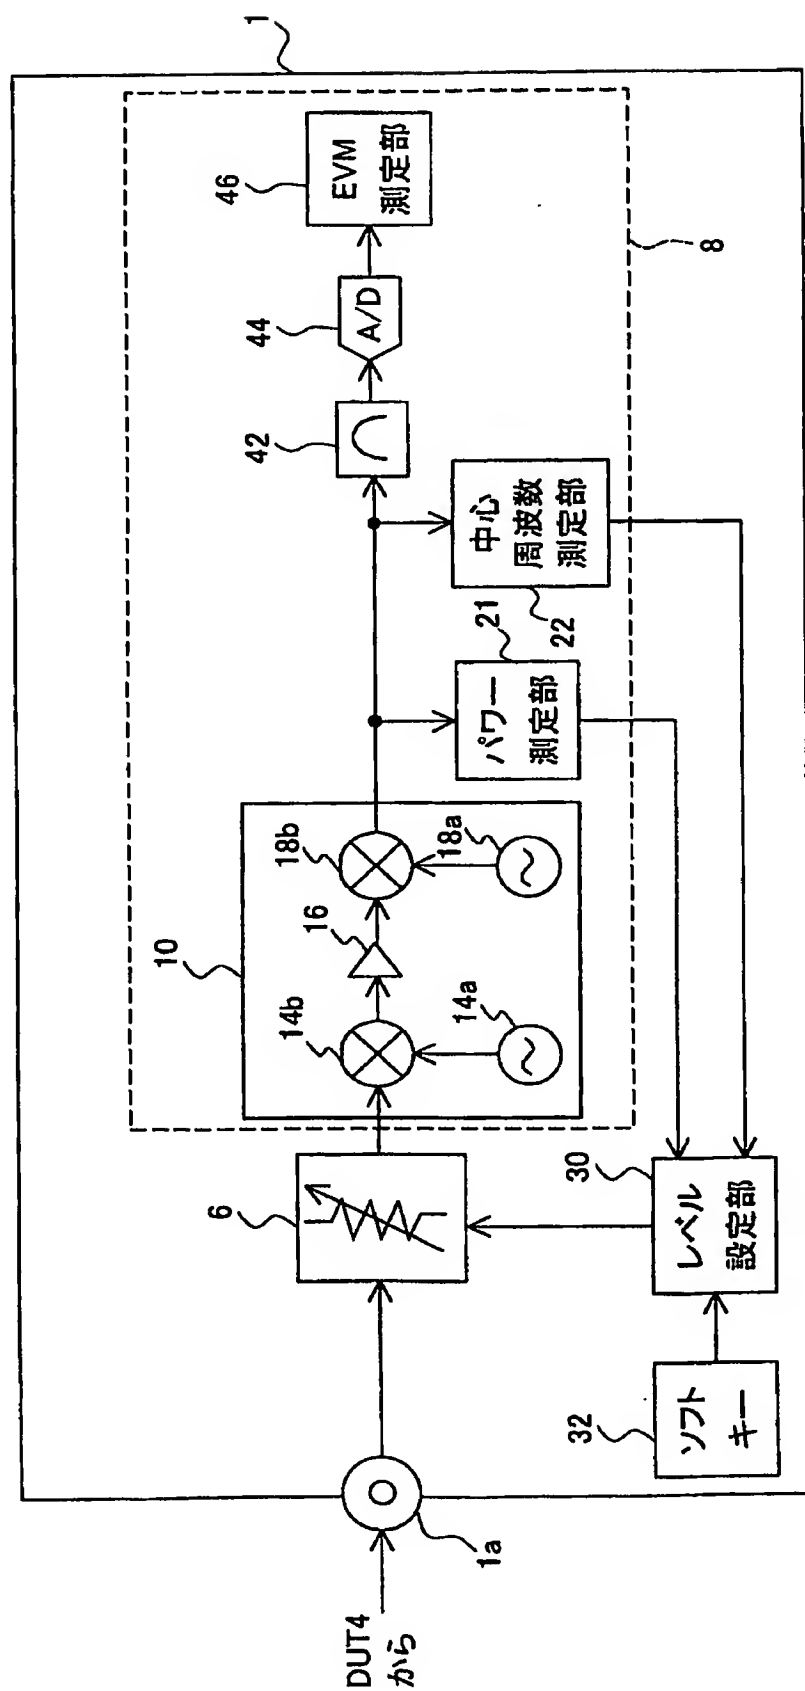 1
8
46
EVM
測定部
44
A/D
42
中心
周波数
測定部
22
21
パワー
測定部
10
18b
16
18a
14b
14a
6
30
レベル
設定部
32
ソフト
キー
1a
DUT4
から